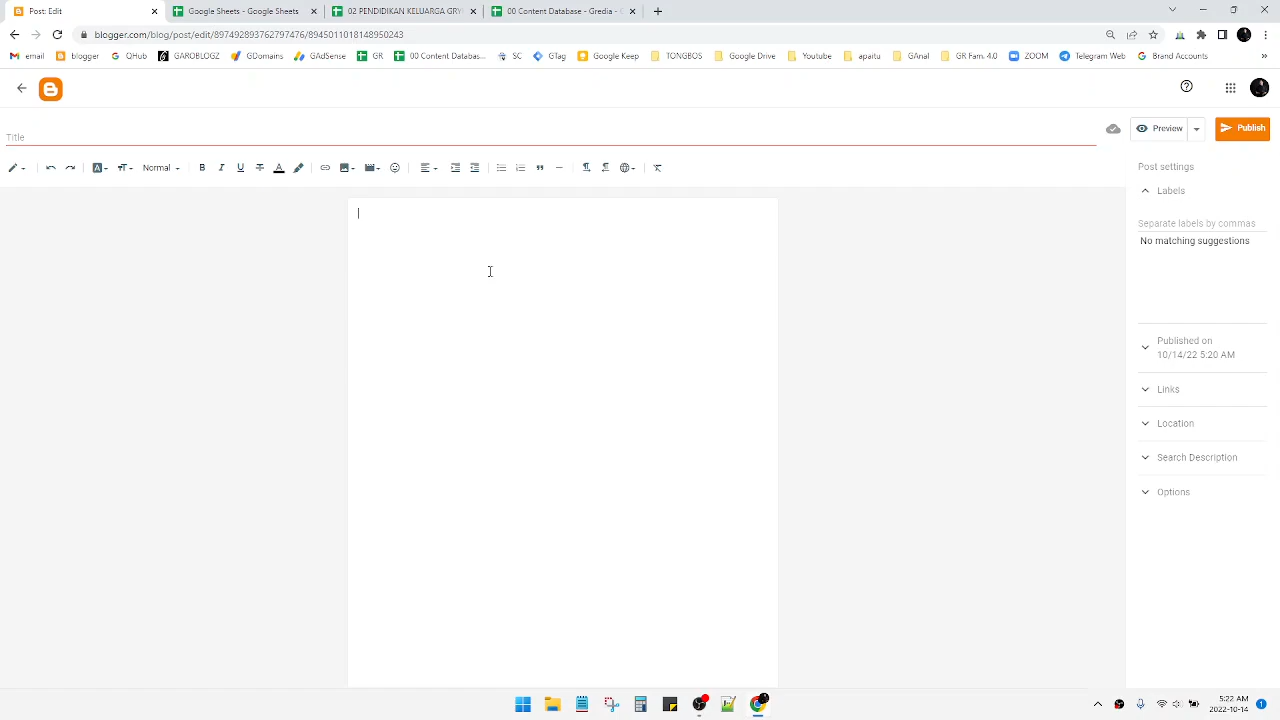 Post: Edit
Google Sheets - Google Sheets
02 PENDIDIKAN KELUARGA GRY
00 Content Database - Gredia - G
blogger.com/blog/post/edit/897492893762797476/6345011018148950243
email
blogger
QHub
GAROBLOGZ
GDomains
GAdSense
GR
00 Content Databas...
SC
GTag
Google Keep
TONGBOS
Google Drive
Youtube
apaitu
GAnal
GR Fam. 4.0
ZOOM
Telegram Web
Brand Accounts
Title
Preview
Publish
Normal
Post settings
Labels
Separate labels by commas
No matching suggestions
Published on
10/14/22 5:20 AM
Links
Location
Search Description
Options
5:22 AM
2022-10-14